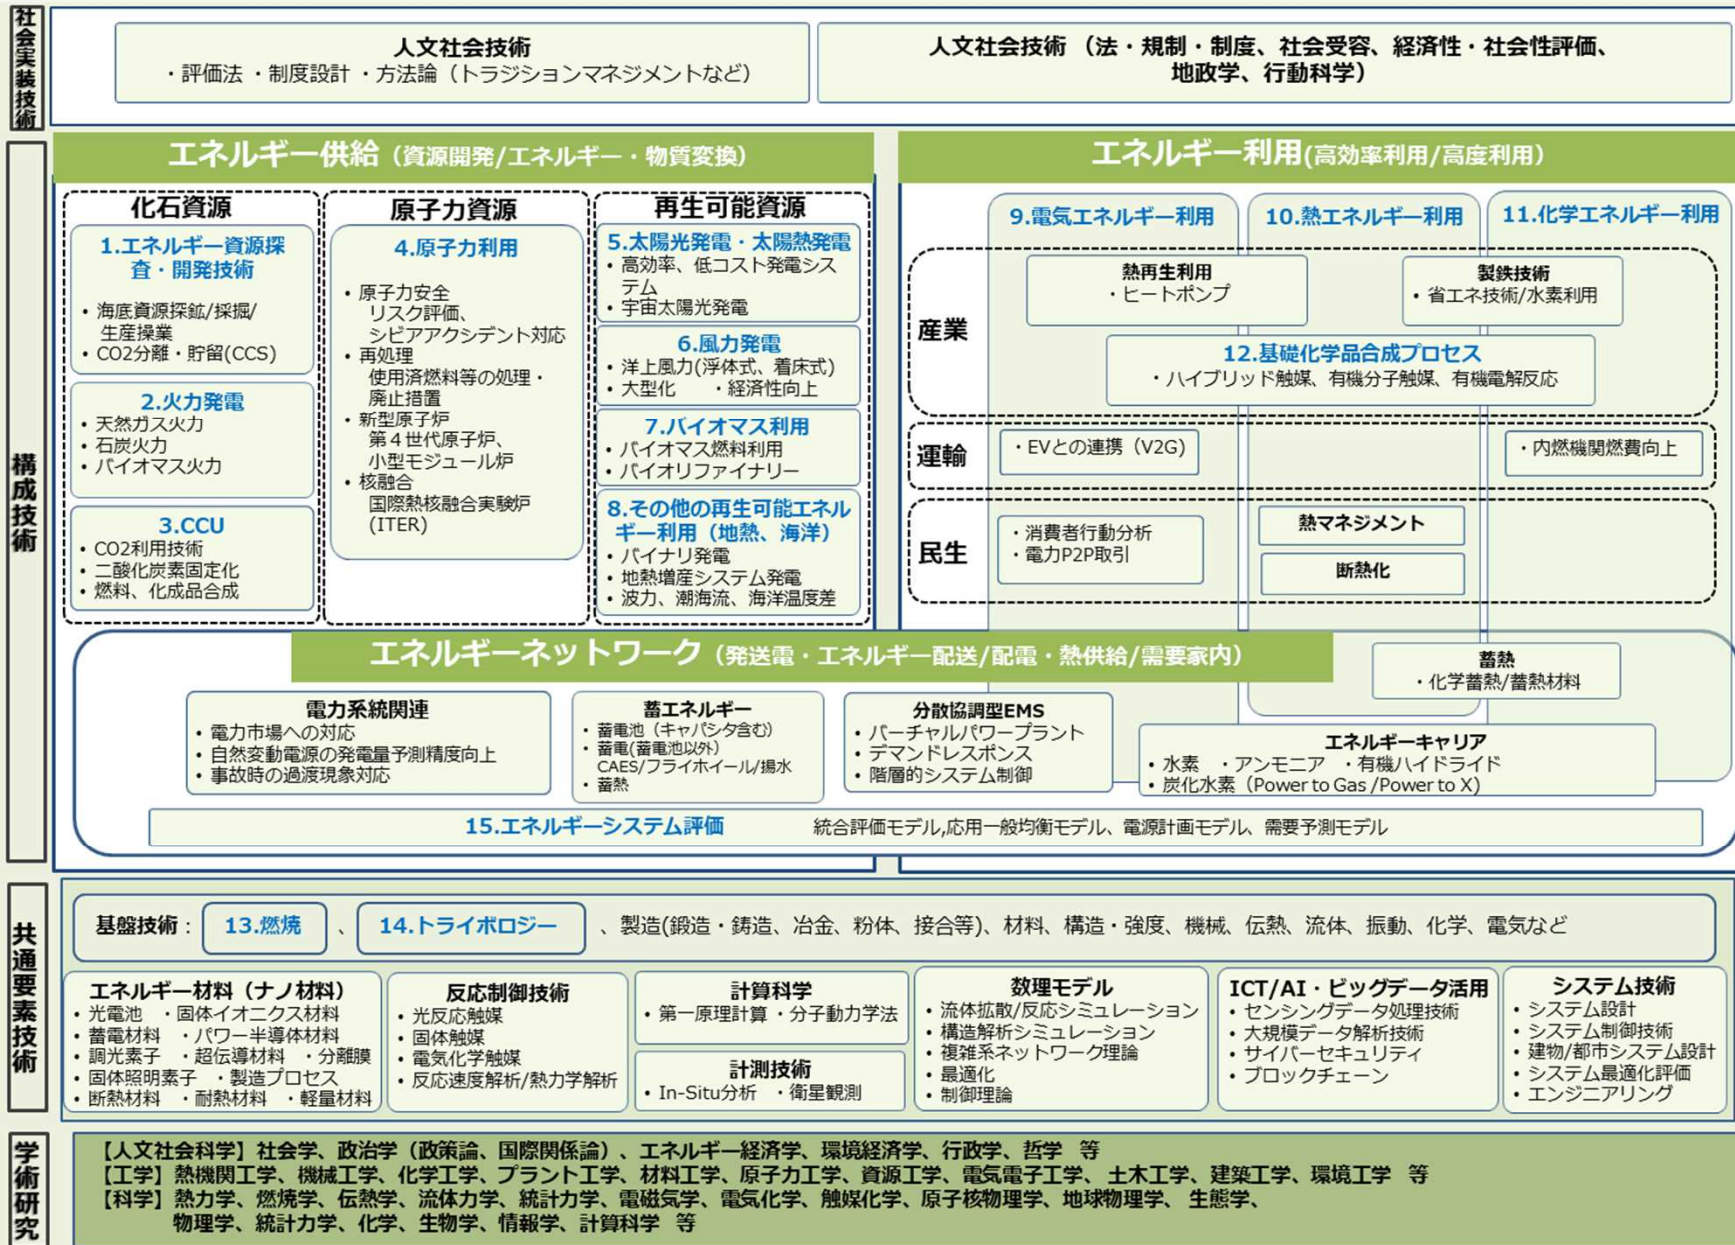 社会実装技術
人文社会技術
・評価法 ・制度設計 ・方法論（トラジションマネジメントなど）
人文社会技術 （法・規制・制度、社会受容、経済性・社会性評価、
地政学、行動科学）
構成技術
エネルギー供給（資源開発/エネルギー・物質変換）
化石資源
1.エネルギー資源探
査・開発技術
• 海底資源探鉱/採掘/
生産操業
• CO2分離・貯留(CCS)
2.火力発電
• 天然ガス火力
• 石炭火力
• バイオマス火力
3.CCU
• CO2利用技術
• 二酸化炭素固定化
• 燃料、化成品合成
原子力資源
4.原子力利用
• 原子力安全
リスク評価、
シビアアクシデント対応
• 再処理
使用済燃料等の処理・
廃止措置
• 新型原子炉
第４世代原子炉、
小型モジュール炉
• 核融合
国際熱核融合実験炉
(ITER)
再生可能資源
5.太陽光発電・太陽熱発電
• 高効率、低コスト発電シス
テム
• 宇宙太陽光発電
6.風力発電
• 洋上風力(浮体式、着床式)
• 大型化 ・経済性向上
7.バイオマス利用
• バイオマス燃料利用
• バイオリファイナリー
8.その他の再生可能エネル
ギー利用（地熱、海洋）
• バイナリ発電
• 地熱増産システム発電
• 波力、潮海流、海洋温度差
エネルギー利用(高効率利用/高度利用）
9.電気エネルギー利用
10.熱エネルギー利用
11.化学エネルギー利用
産業
熱再生利用
・ヒートポンプ
製鉄技術
・省エネ技術/水素利用
12.基礎化学品合成プロセス
・ハイブリッド触媒、有機分子触媒、有機電解反応
運輸
・EVとの連携（V2G)
・内燃機関燃費向上
民生
・消費者行動分析
・電力P2P取引
熱マネジメント
断熱化
エネルギーネットワーク（発送電・エネルギー配送/配電・熱供給/需要家内）
蓄熱
・化学蓄熱/蓄熱材料
電力系統関連
• 電力市場への対応
• 自然変動電源の発電量予測精度向上
• 事故時の過渡現象対応
蓄エネルギー
• 蓄電池（キャパシタ含む）
• 蓄電(蓄電池以外）
CAES/フライホイール/揚水
• 蓄熱
分散協調型EMS
• バーチャルパワープラント
• デマンドレスポンス
• 階層的システム制御
エネルギーキャリア
• 水素 ・アンモニア ・有機ハイドライド
• 炭化水素（Power to Gas /Power to X)
15.エネルギーシステム評価 統合評価モデル,応用一般均衡モデル、電源計画モデル、需要予測モデル
共通要素技術
基盤技術： 13.燃焼 、 14.トライボロジー 、製造(鍛造・鋳造、冶金、粉体、接合等)、材料、構造・強度、機械、伝熱、流体、振動、化学、電気など
エネルギー材料（ナノ材料）
• 光電池 ・固体イオニクス材料
• 蓄電材料 ・パワー半導体材料
• 調光素子 ・超伝導材料 ・分離膜
• 固体照明素子 ・製造プロセス
• 断熱材料 ・耐熱材料 ・軽量材料
反応制御技術
• 光反応触媒
• 固体触媒
• 電気化学触媒
• 反応速度解析/熱力学解析
計算科学
• 第一原理計算 ・分子動力学法
計測技術
• In-Situ分析 ・衛星観測
数理モデル
• 流体拡散/反応シミュレーション
• 構造解析シミュレーション
• 複雑系ネットワーク理論
• 最適化
• 制御理論
ICT/AI・ビッグデータ活用
• センシングデータ処理技術
• 大規模データ解析技術
• サイバーセキュリティ
• ブロックチェーン
システム技術
• システム設計
• システム制御技術
• 建物/都市システム設計
• システム最適化評価
• エンジニアリング
学術研究
【人文社会科学】社会学、政治学（政策論、国際関係論）、エネルギー経済学、環境経済学、行政学、哲学 等
【工学】熱機関工学、機械工学、化学工学、プラント工学、材料工学、原子力工学、資源工学、電気電子工学、土木工学、建築工学、環境工学 等
【科学】熱力学、燃焼学、伝熱学、流体力学、統計力学、電磁気学、電気化学、触媒化学、原子核物理学、地球物理学、 生態学、
物理学、統計力学、化学、生物学、情報学、計算科学 等